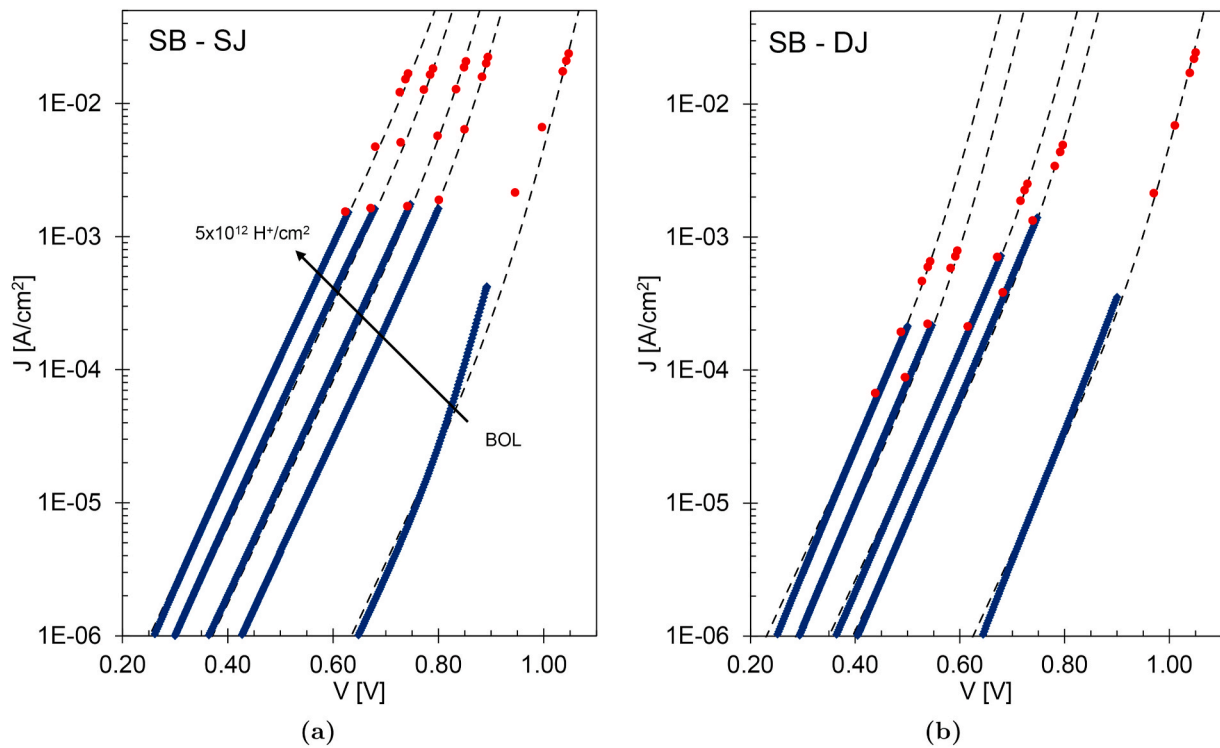 SB - SJ
1E-02
1E-03
1E-04
1E-05
1E-06
J [A/cm²]
5x10¹² H⁺/cm²
BOL
0.20 0.40 0.60 0.80 1.00
V [V]
(a)
SB - DJ
1E-02
1E-03
1E-04
1E-05
1E-06
J [A/cm²]
0.20 0.40 0.60 0.80 1.00
V [V]
(b)